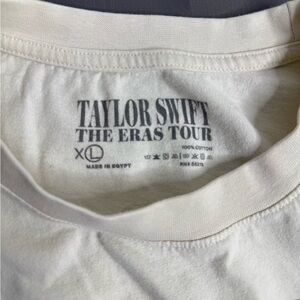 TAYLOR SWIFT
THE ERAS TOUR
XL
100% COTTON
MADE IN EGYPT